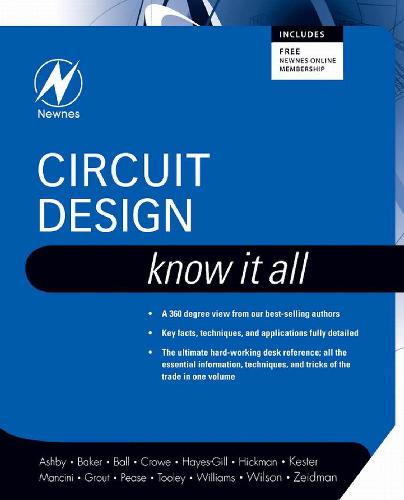 INCLUDES
FREE
NEWNES ONLINE
MEMBERSHIP
Newnes
CIRCUIT
DESIGN
know it all
• A 360 degree view from our best-selling authors
• Key facts, techniques, and applications fully detailed
• The ultimate hard-working desk reference; all the
essential information, techniques, and tricks of the
trade in one volume
Ashby • Baker • Ball • Crowe • Hayes-Gill • Hickman • Kester
Mancini • Grout • Pease • Tooley • Williams • Wilson • Zeidman